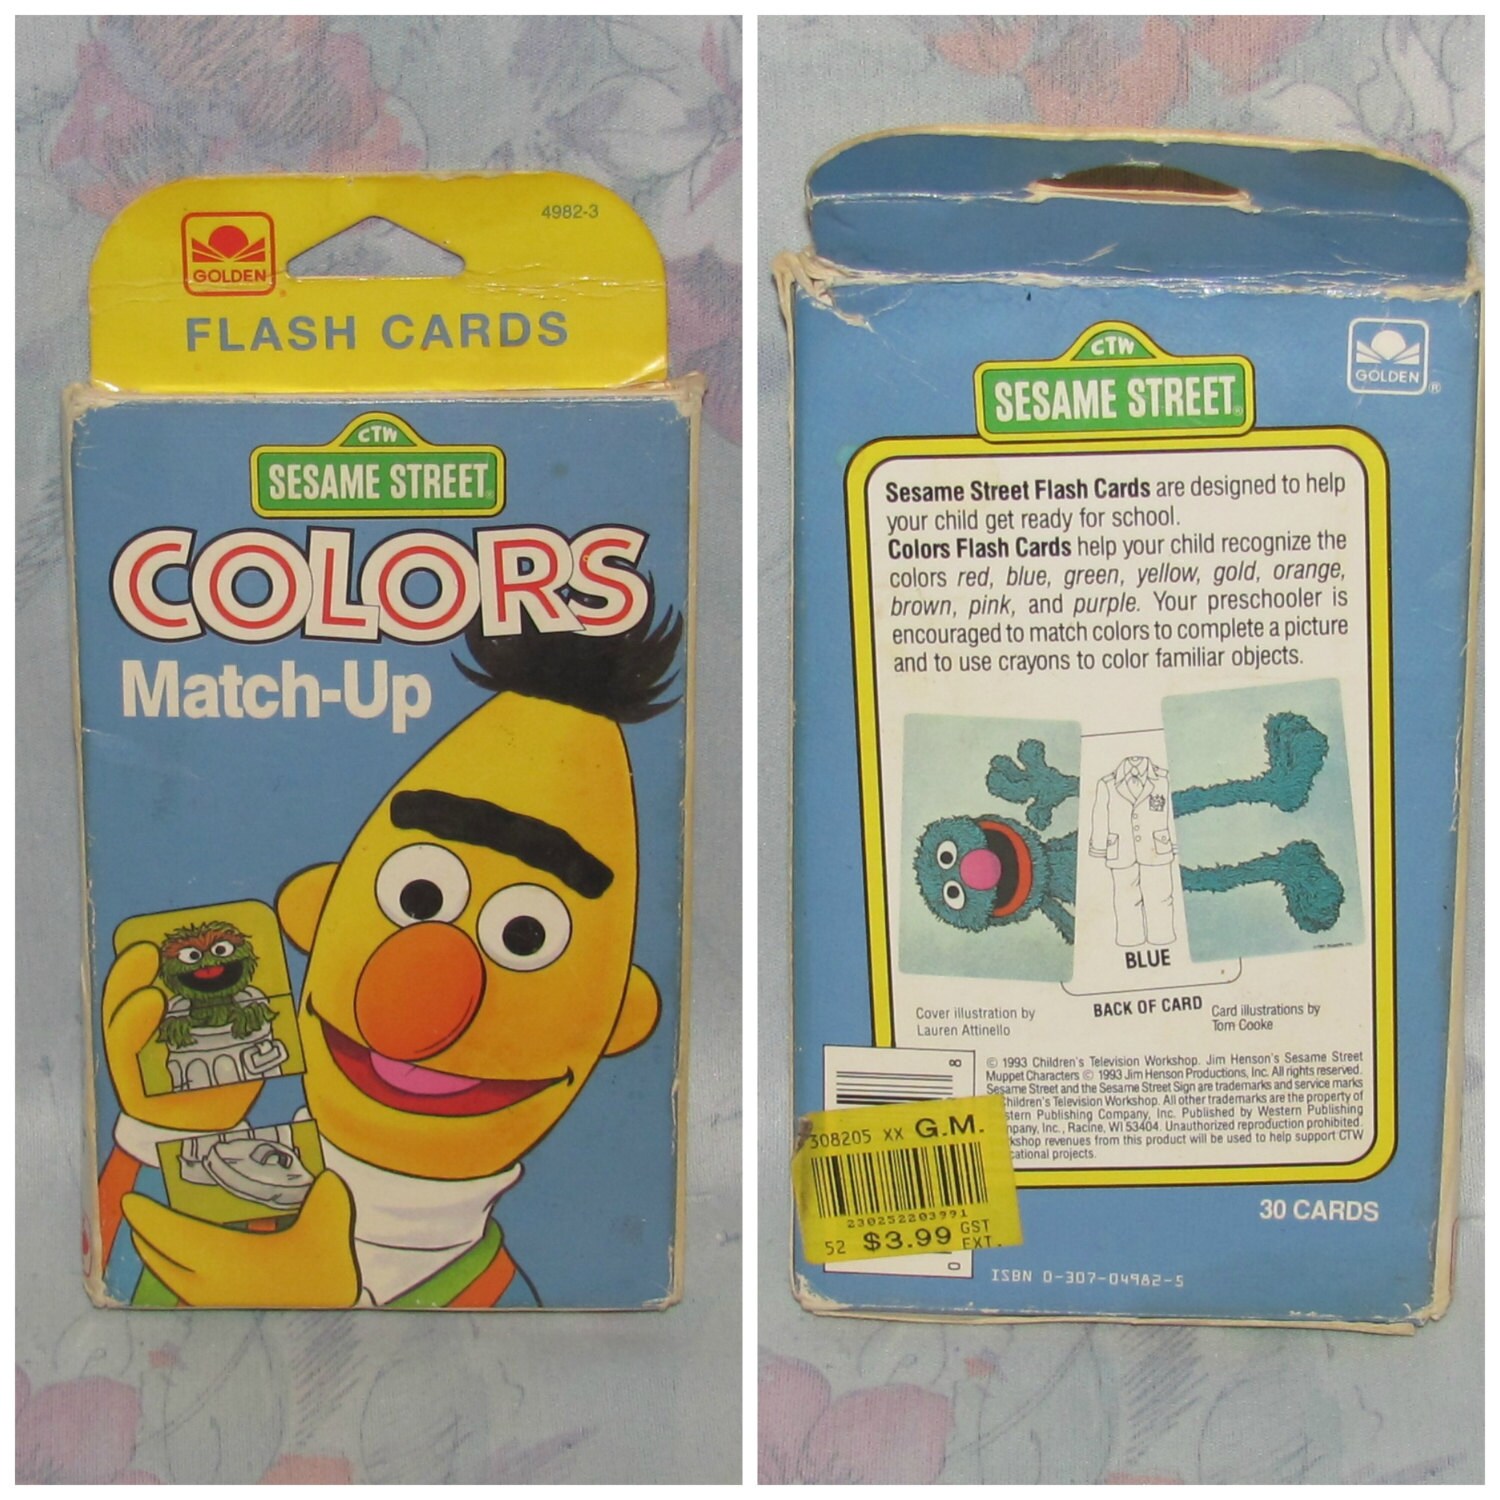 4982-3
GOLDEN
FLASH CARDS
CTW
SESAME STREET
COLORS
Match-Up
CTW
SESAME STREET®
GOLDEN ®
Sesame Street Flash Cards are designed to help
your child get ready for school.
Colors Flash Cards help your child recognize the
colors red, blue, green, yellow, gold, orange,
brown, pink, and purple. Your preschooler is
encouraged to match colors to complete a picture
and to use crayons to color familiar objects.
BLUE
BACK OF CARD
Cover illustration by
Lauren Attinello
Card illustrations by
Tom Cooke
© 1993 Children's Television Workshop. Jim Henson's Sesame Street
Muppet Characters © 1993 Jim Henson Productions, Inc. All rights reserved.
Sesame Street and the Sesame Street Sign are trademarks and service marks
hildren's Television Workshop. All other trademarks are the property of
stern Publishing Company, Inc. Published by Western Publishing
pany, Inc., Racine, WI 53404. Unauthorized reproduction prohibited.
kshop revenues from this product will be used to help support CTW
cational projects.
8
308205 XX G.M.
230252203991
52 $3.99 GST
EXT.
0
30 CARDS
ISBN 0-307-04982-5